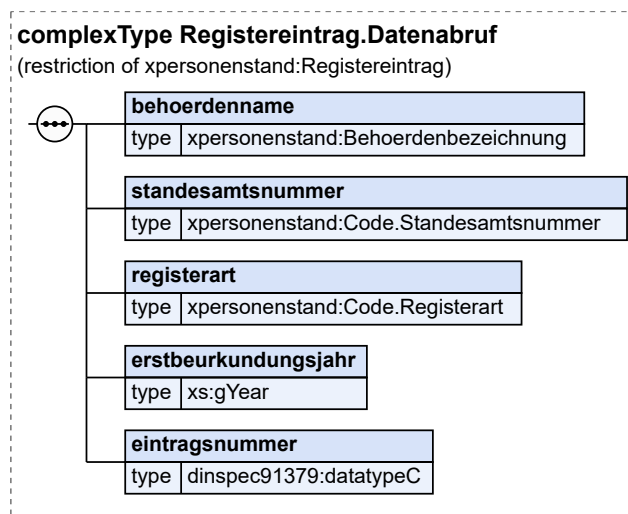 complexType Registereintrag.Datenabruf
(restriction of xpersonenstand:Registereintrag)
behoerdenname
type xpersonenstand:Behoerdenbezeichnung
standesamtsnummer
type xpersonenstand:Code.Standesamtsnummer
registerart
type xpersonenstand:Code.Registerart
erstbeurkundungsjahr
type xs:gYear
eintragsnummer
type dinspec91379:datatypeC